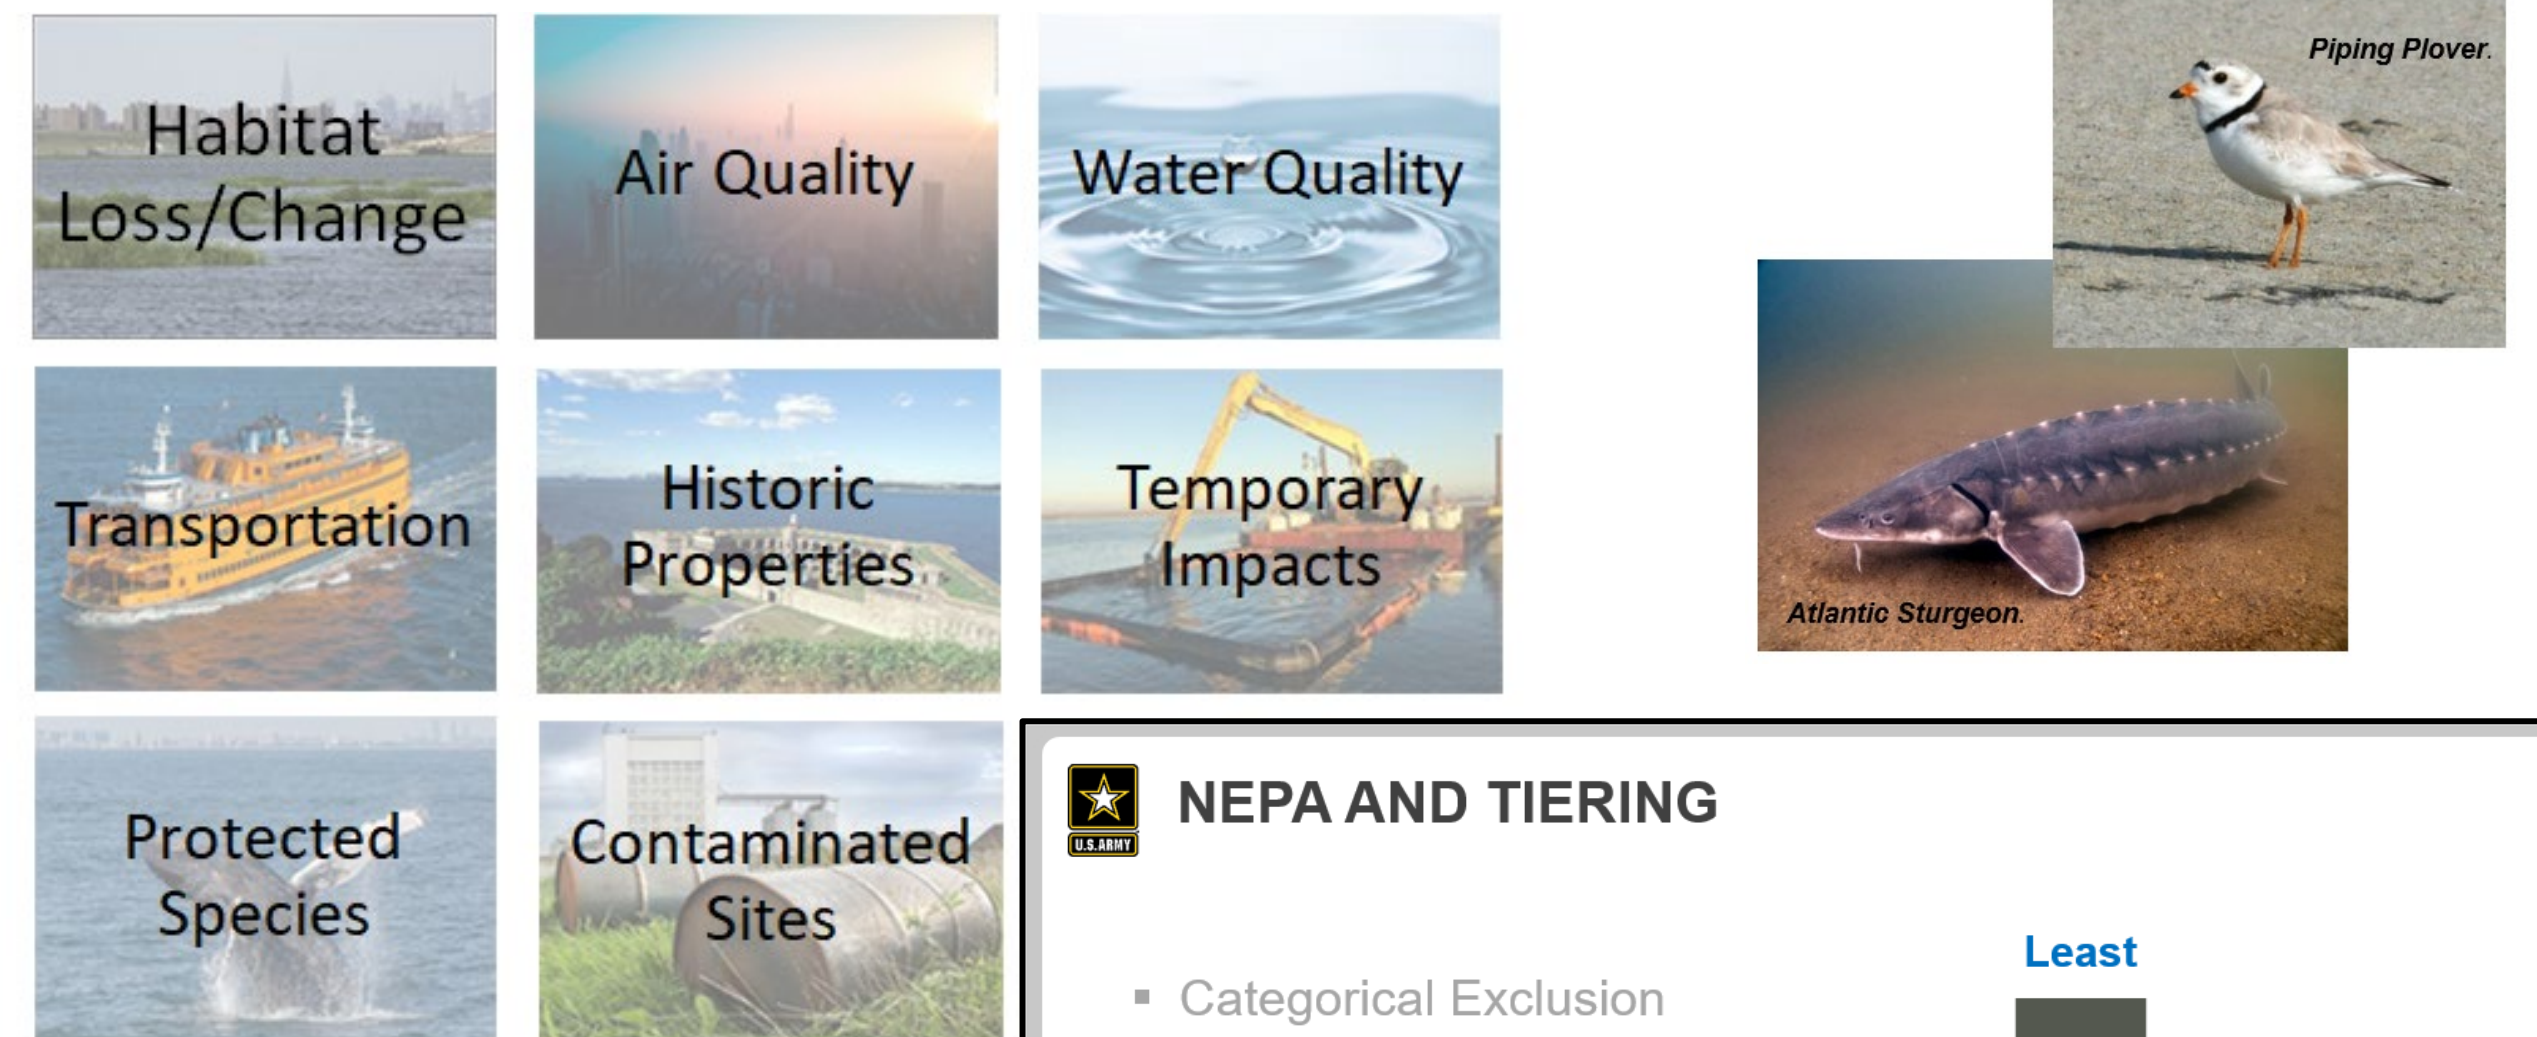 Habitat
Loss/Change
Air Quality
Water Quality
Piping Plover.
Transportation
Historic
Properties
Temporary
Impacts
Atlantic Sturgeon.
Protected
Species
Contaminated
Sites
U.S.ARMY
NEPA AND TIERING
Least
▪ Categorical Exclusion